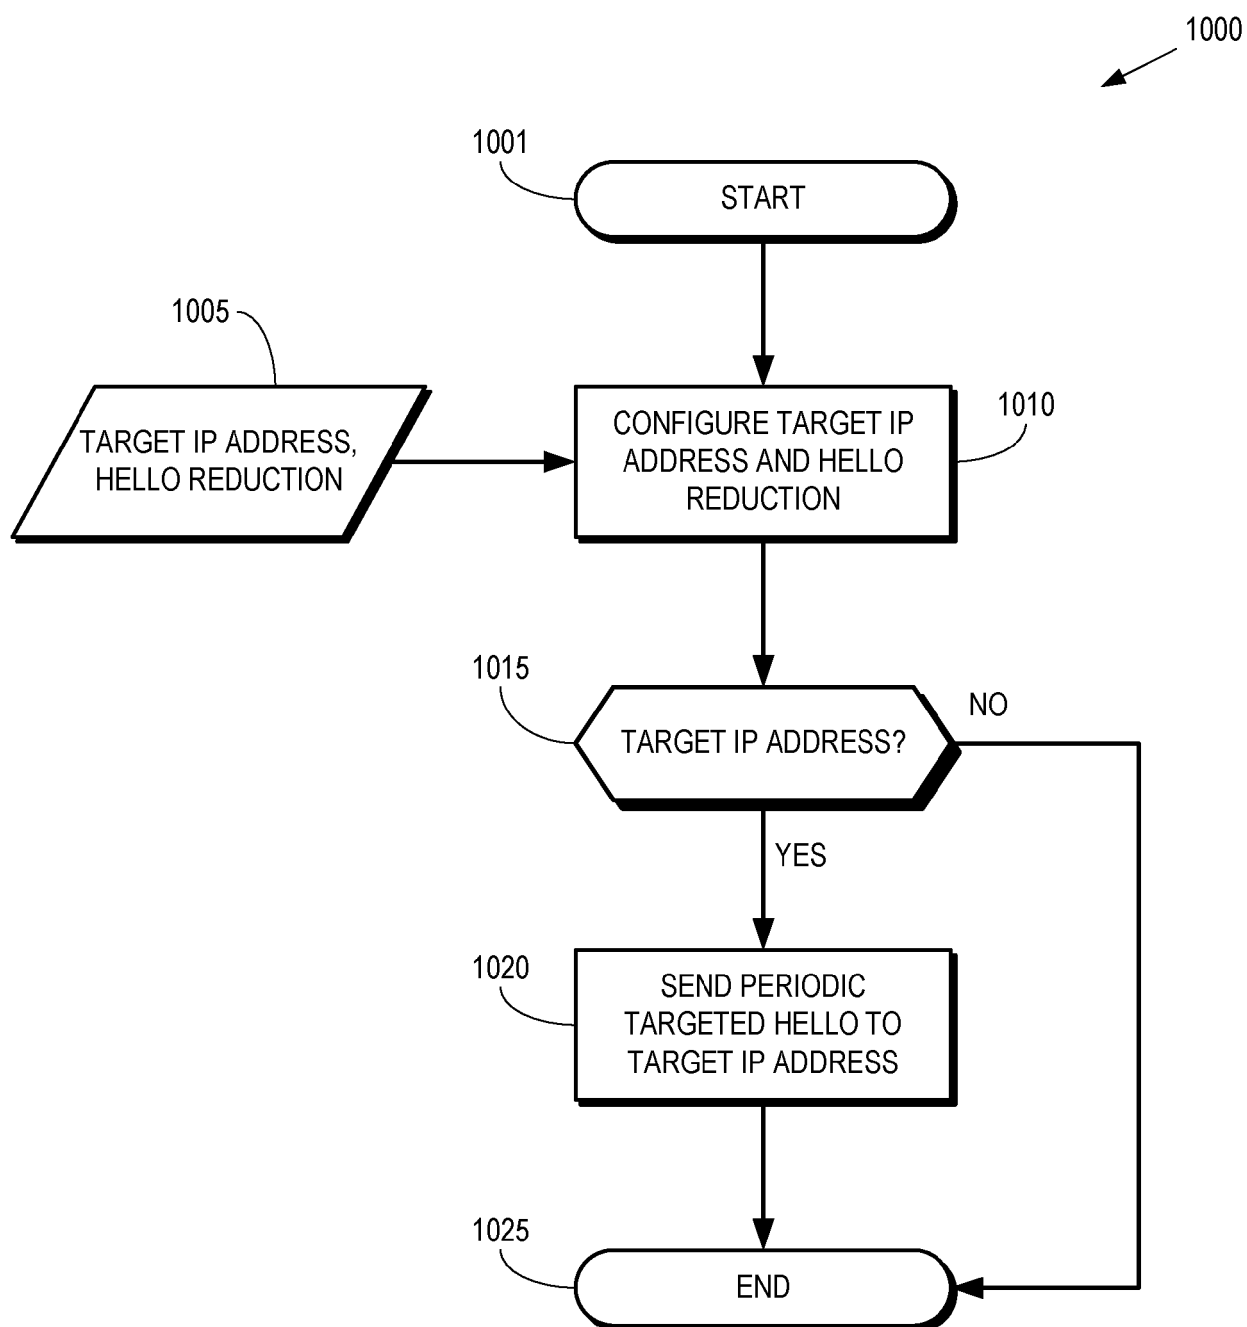 1000
1001
START
1005
TARGET IP ADDRESS,
HELLO REDUCTION
CONFIGURE TARGET IP
ADDRESS AND HELLO
REDUCTION
1010
1015
TARGET IP ADDRESS?
NO
YES
1020
SEND PERIODIC
TARGETED HELLO TO
TARGET IP ADDRESS
1025
END